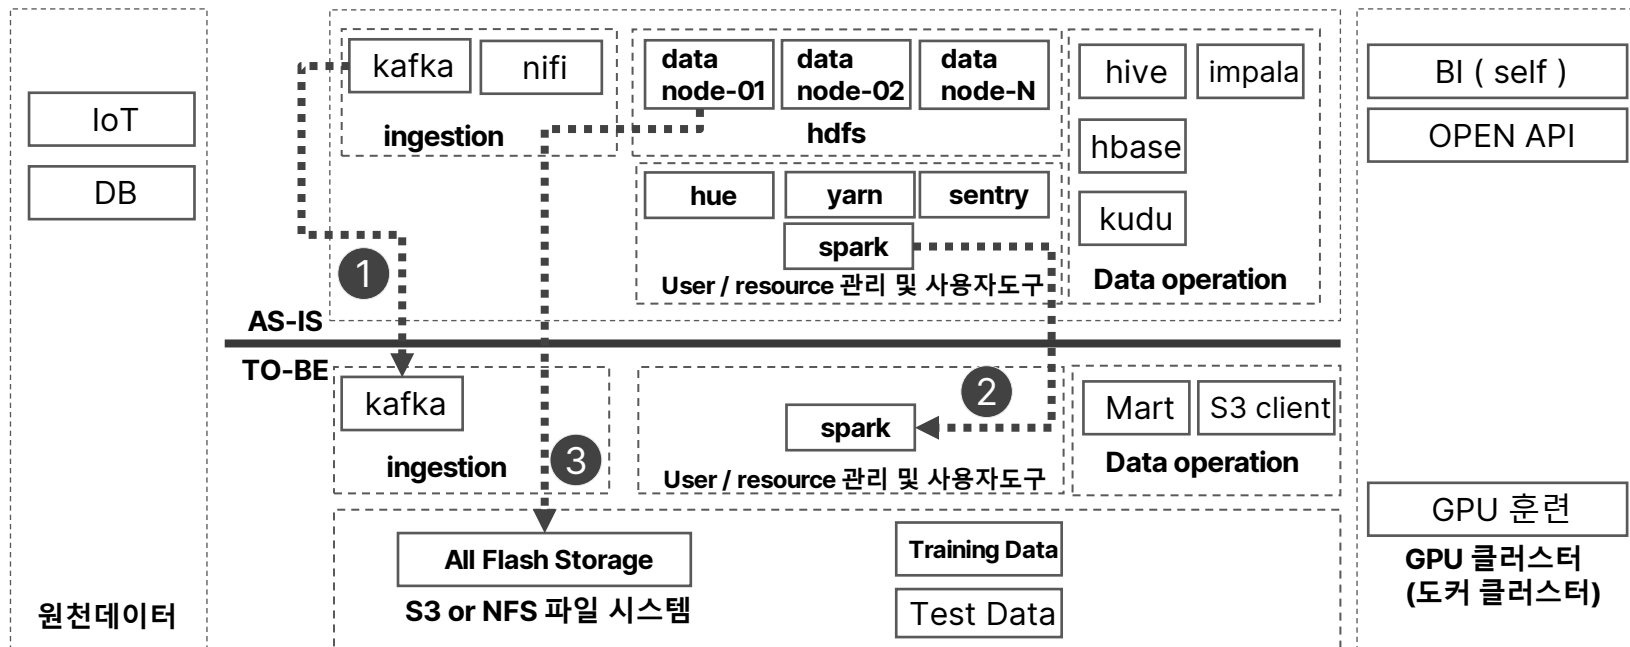 IoT
DB
원천데이터
kafka
nifi
ingestion
data
node-01
data
node-02
data
node-N
hdfs
hue
yarn
sentry
spark
User / resource 관리 및 사용자도구
hive
impala
hbase
kudu
Data operation
BI ( self )
OPEN API
1
AS-IS
TO-BE
kafka
ingestion
3
2
spark
User / resource 관리 및 사용자도구
Mart
S3 client
Data operation
All Flash Storage
S3 or NFS 파일 시스템
Training Data
Test Data
GPU 훈련
GPU 클러스터
(도커 클러스터)